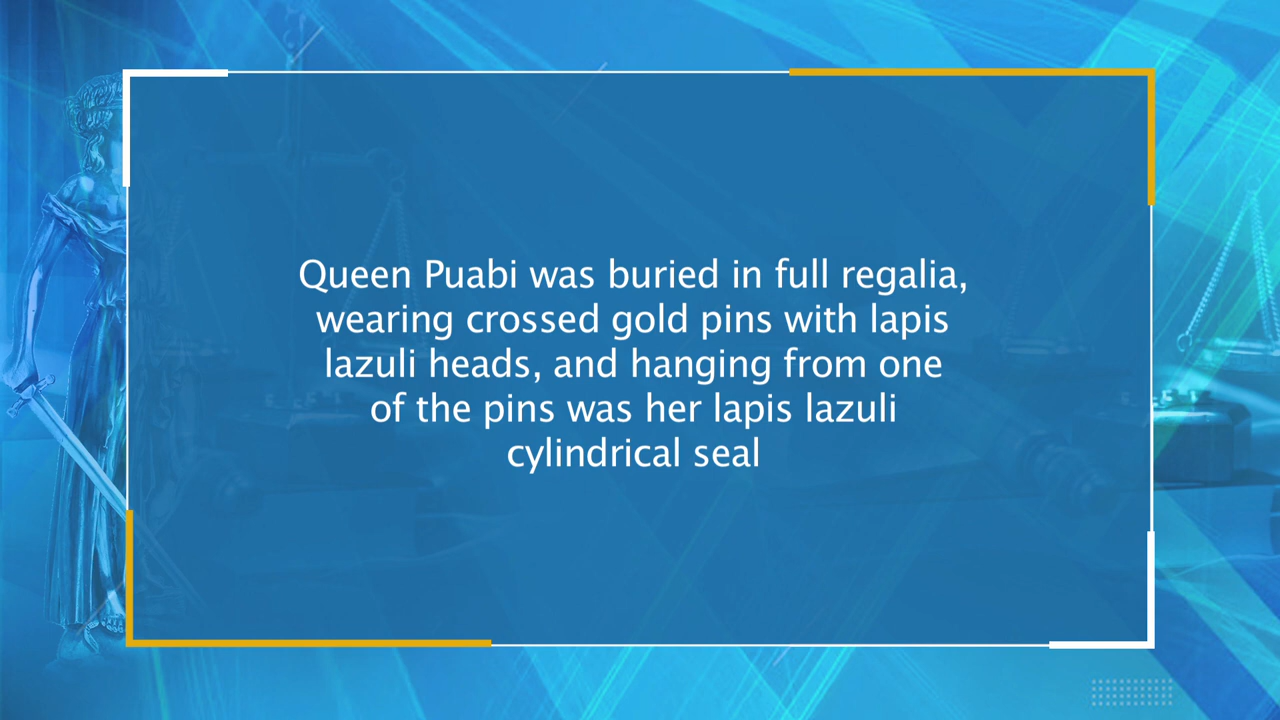 Queen Puabi was buried in full regalia,
wearing crossed gold pins with lapis
lazuli heads, and hanging from one
of the pins was her lapis lazuli
cylindrical seal